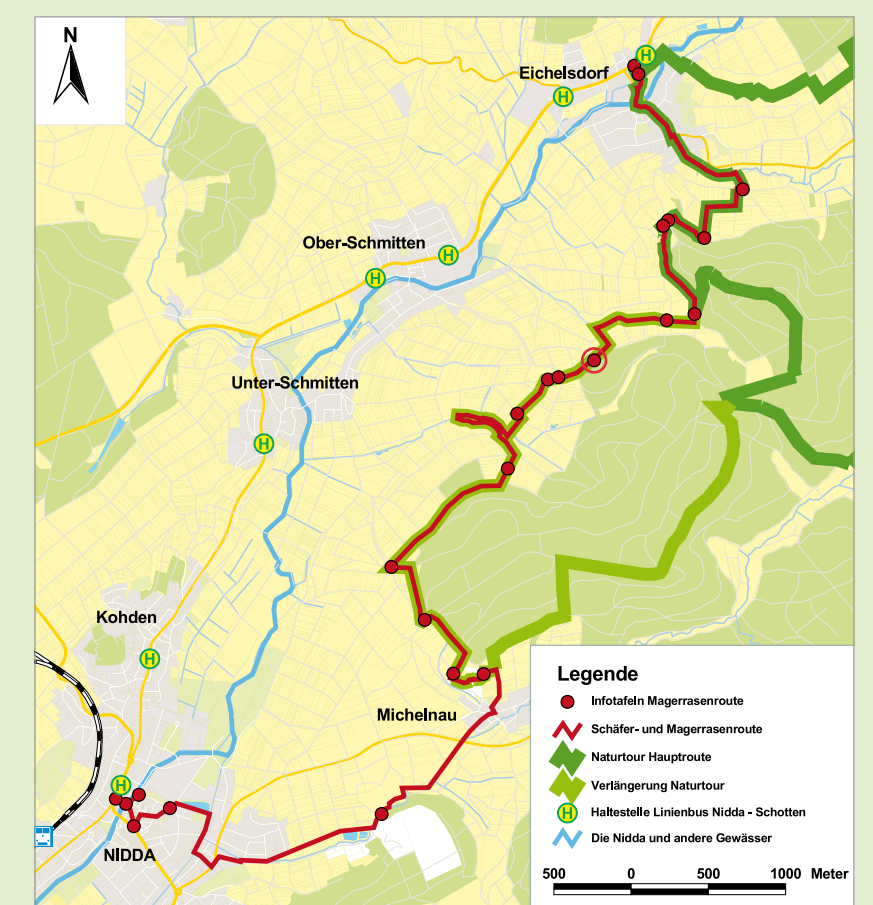 N
Eichelsdorf
H
H
Ober-Schmitten
H
H
Unter-Schmitten
H
Kohden
H
Michelnau
H
NIDDA
Legende
Infotafeln Magerrasenroute
Schäfer- und Magerrasenroute
Naturtour Hauptroute
Verlängerung Naturtour
H Haltestelle Linienbus Nidda - Schotten
Die Nidda und andere Gewässer
500 0 500 1000 Meter